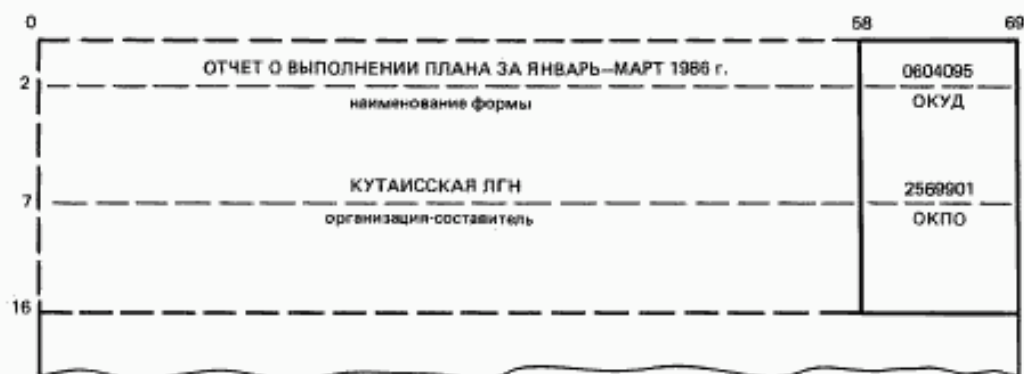 0 58 69
ОТЧЕТ О ВЫПОЛНЕНИИ ПЛАНА ЗА ЯНВАРЬ—МАРТ 1986 г. 0604095
2
наименование формы ОКУД
КУТАИССКАЯ ЛГН 2569901
7
организация-составитель ОКПО
16